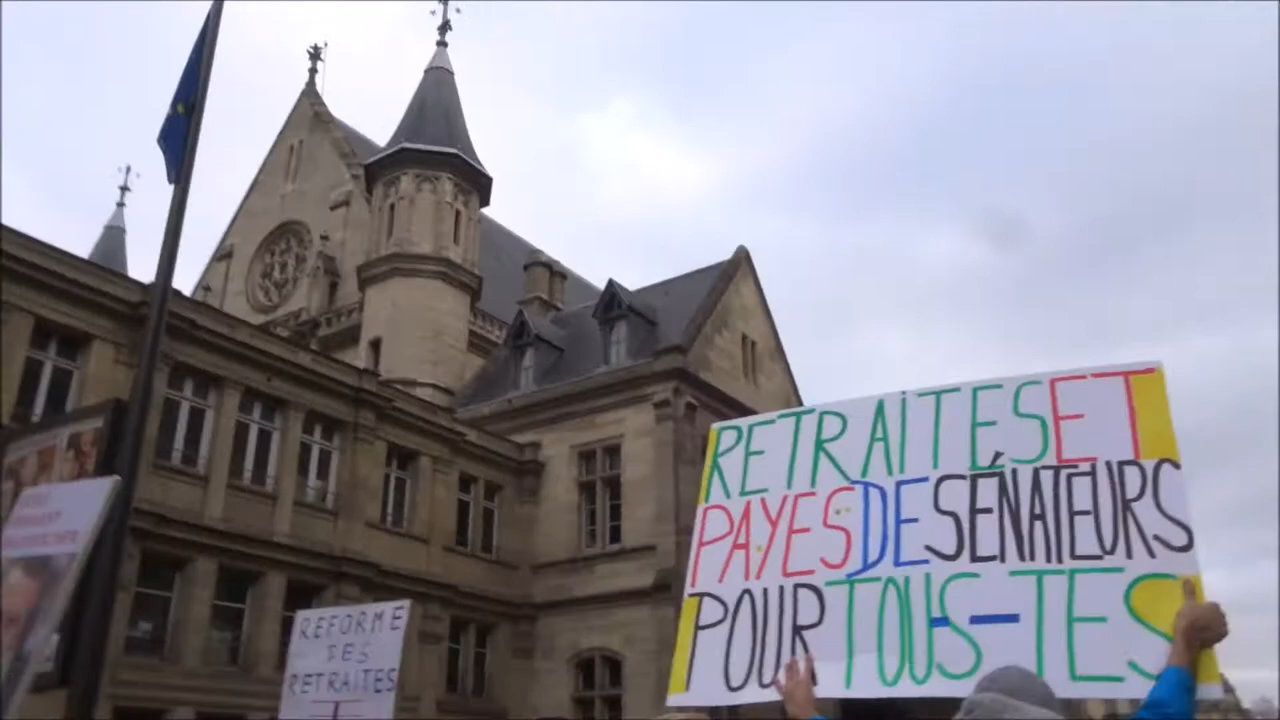 RETRAITES ET
PAYES DE SÉNATEURS
POUR TOUS-TES
REFORME
DES
RETRAITES